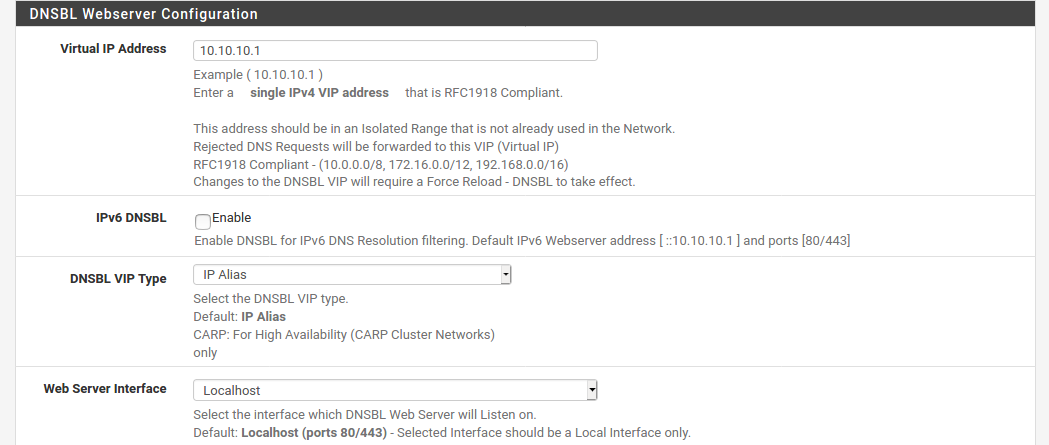 DNSBL Webserver Configuration
Virtual IP Address
10.10.10.1
Example ( 10.10.10.1 )
Enter a single IPv4 VIP address that is RFC1918 Compliant.
This address should be in an Isolated Range that is not already used in the Network.
Rejected DNS Requests will be forwarded to this VIP (Virtual IP)
RFC1918 Compliant - (10.0.0.0/8, 172.16.0.0/12, 192.168.0.0/16)
Changes to the DNSBL VIP will require a Force Reload - DNSBL to take effect.
IPv6 DNSBL
Enable
Enable DNSBL for IPv6 DNS Resolution filtering. Default IPv6 Webserver address [ ::10.10.10.1 ] and ports [80/443]
DNSBL VIP Type
IP Alias
Select the DNSBL VIP type.
Default: IP Alias
CARP: For High Availability (CARP Cluster Networks)
only
Web Server Interface
Localhost
Select the interface which DNSBL Web Server will Listen on.
Default: Localhost (ports 80/443) - Selected Interface should be a Local Interface only.